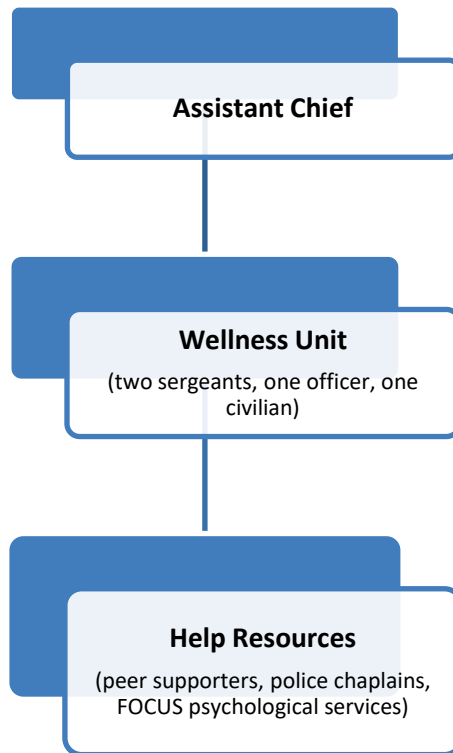 Assistant Chief
Wellness Unit
(two sergeants, one officer, one
civilian)
Help Resources
(peer supporters, police chaplains,
FOCUS psychological services)